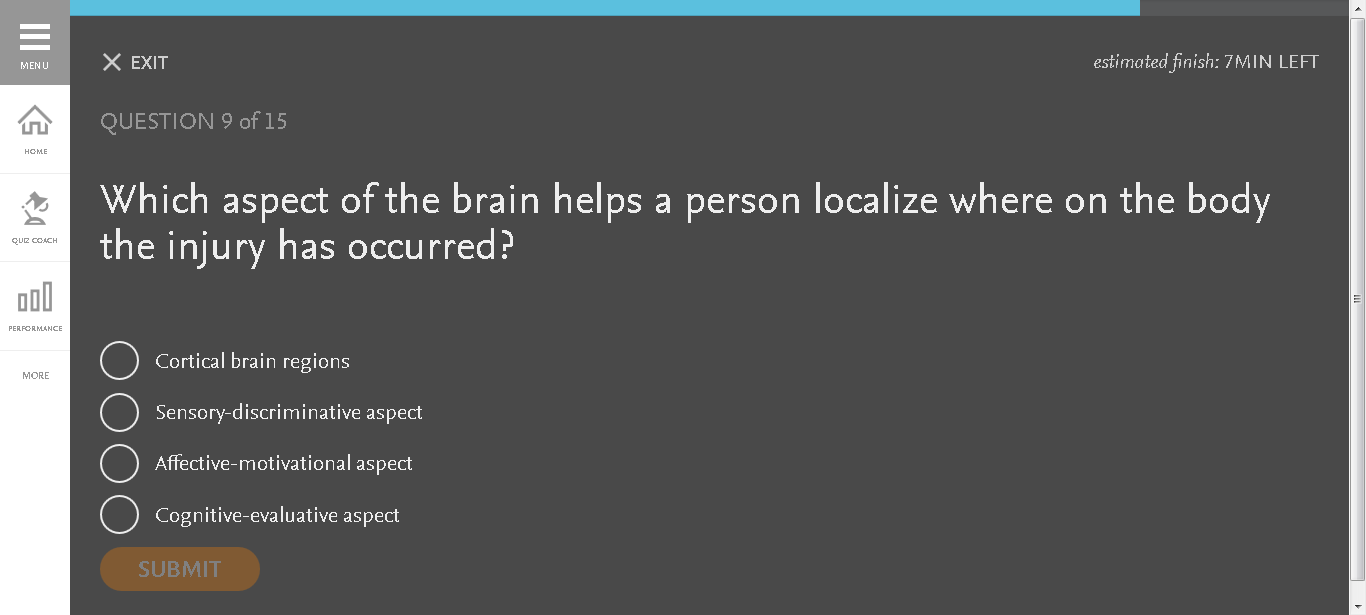 MENU
HOME
QUIZ COACH
PERFORMANCE
MORE
EXIT
estimated finish: 7MIN LEFT
QUESTION 9 of 15
Which aspect of the brain helps a person localize where on the body
the injury has occurred?
Cortical brain regions
Sensory-discriminative aspect
Affective-motivational aspect
Cognitive-evaluative aspect
SUBMIT